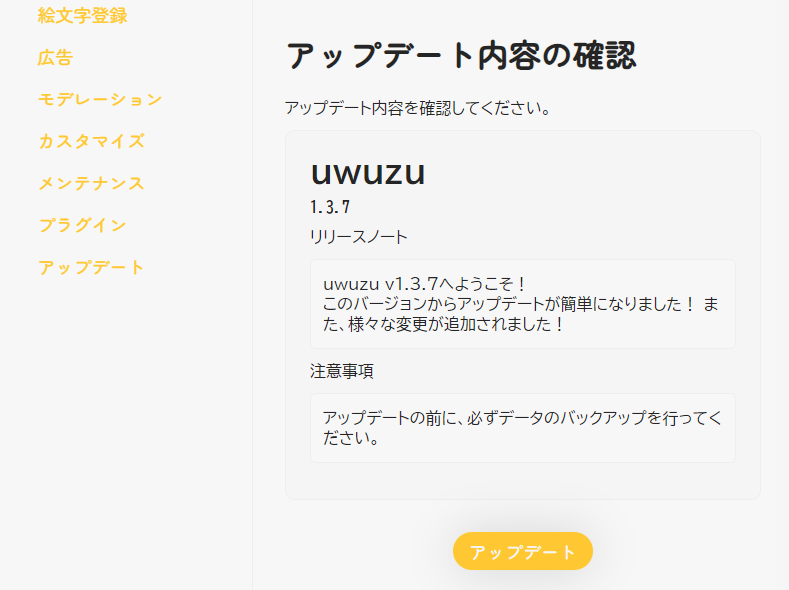 絵文字登録
広告
モデレーション
カスタマイズ
メンテナンス
プラグイン
アップデート
アップデート内容の確認
アップデート内容を確認してください。
uwuzu
1.3.7
リリースノート
uwuzu v1.3.7へようこそ！
このバージョンからアップデートが簡単になりました！ ま
た、様々な変更が追加されました！
注意事項
アップデートの前に、必ずデータのバックアップを行ってく
ださい。
アップデート